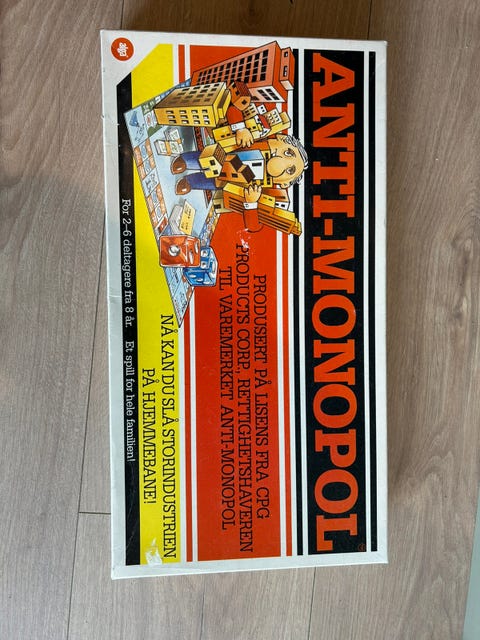 alga
ANTI-MONOPOL
PRODUSERT PÅ LISENS FRA CPG
PRODUCTS CORP., RETTIGHETSHAVEREN
TIL VAREMERKET ANTI-MONOPOL
NÅ KAN DU SLÅ STORINDUSTRIEN
PÅ HJEMMEBANE!
For 2-6 deltagere fra 8 år. Et spill for hele familien!